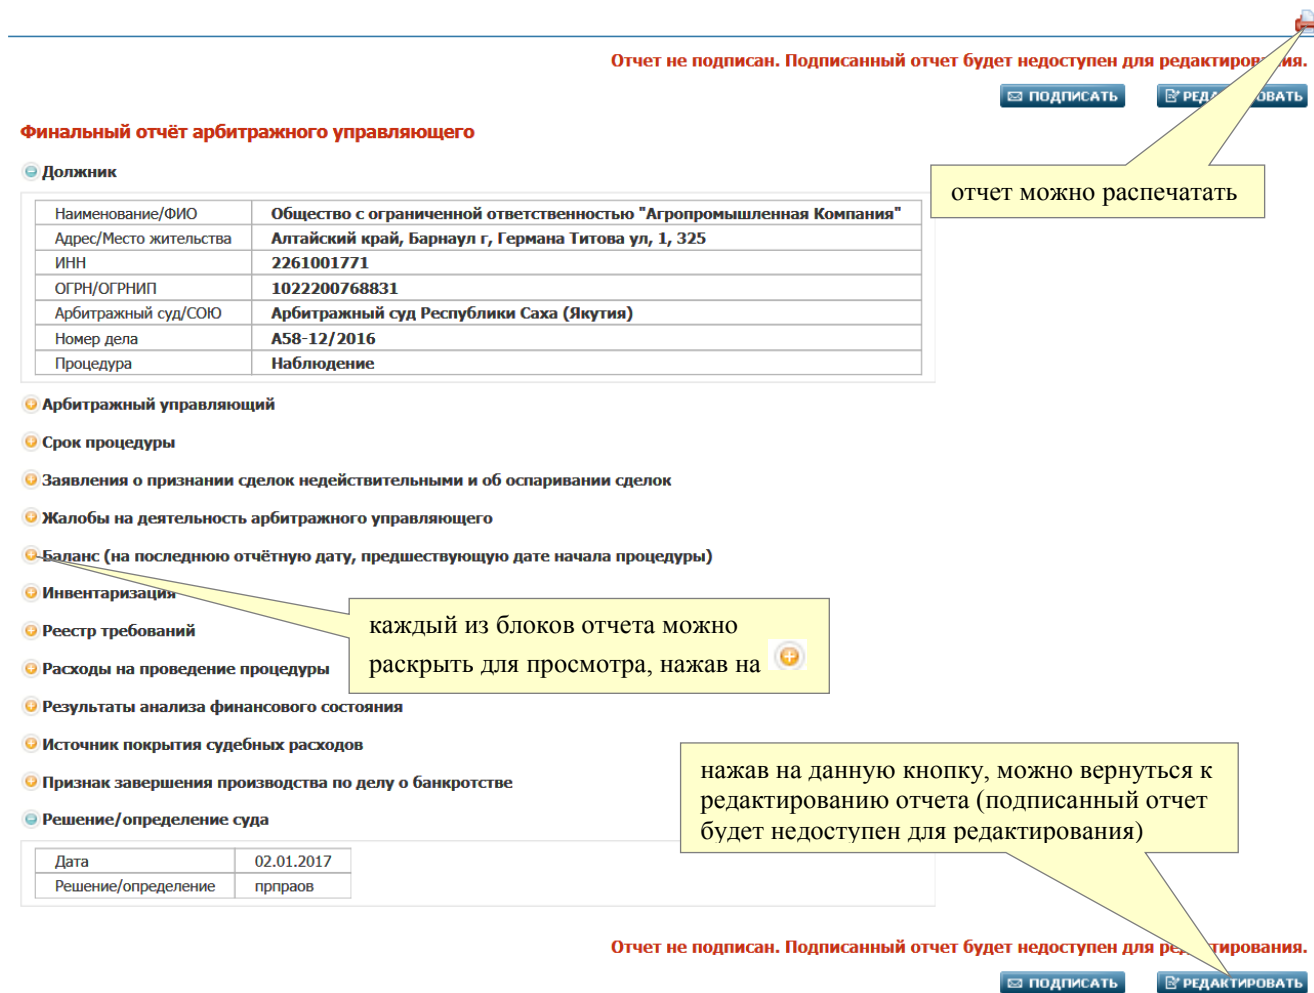 Отчет не подписан. Подписанный отчет будет недоступен для редактирования.
ПОДПИСАТЬ
РЕДАКТИРОВАТЬ
Финальный отчёт арбитражного управляющего
Должник
отчет можно распечатать
Наименование/ФИО Общество с ограниченной ответственностью "Агропромышленная Компания"
Адрес/Место жительства Алтайский край, Барнаул г, Германа Титова ул, 1, 325
ИНН 2261001771
ОГРН/ОГРНИП 1022200768831
Арбитражный суд/СОЮ Арбитражный суд Республики Саха (Якутия)
Номер дела А58-12/2016
Процедура Наблюдение
Арбитражный управляющий
Срок процедуры
Заявления о признании сделок недействительными и об оспаривании сделок
Жалобы на деятельность арбитражного управляющего
Баланс (на последнюю отчётную дату, предшествующую дате начала процедуры)
Инвентаризация
Реестр требований
Расходы на проведение процедуры
каждый из блоков отчета можно
раскрыть для просмотра, нажав на
Результаты анализа финансового состояния
Источник покрытия судебных расходов
Признак завершения производства по делу о банкротстве
Решение/определение суда
нажав на данную кнопку, можно вернуться к
редактированию отчета (подписанный отчет
будет недоступен для редактирования)
Дата 02.01.2017
Решение/определение прпраов
Отчет не подписан. Подписанный отчет будет недоступен для редактирования.
ПОДПИСАТЬ
РЕДАКТИРОВАТЬ